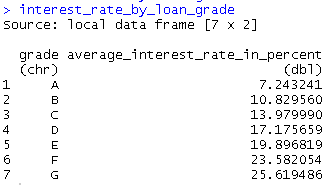 > interest_rate_by_loan_grade
Source: local data frame [7 x 2]
grade average_interest_rate_in_percent
(chr) (dbl)
1 A 7.243241
2 B 10.829560
3 C 13.979990
4 D 17.175659
5 E 19.896819
6 F 23.582054
7 G 25.619486